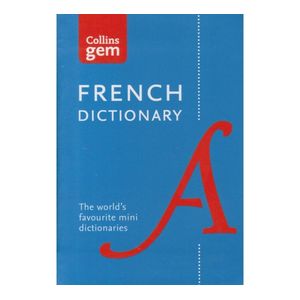 Collins
gem
FRENCH
DICTIONARY
A
The world's
favourite mini
dictionaries